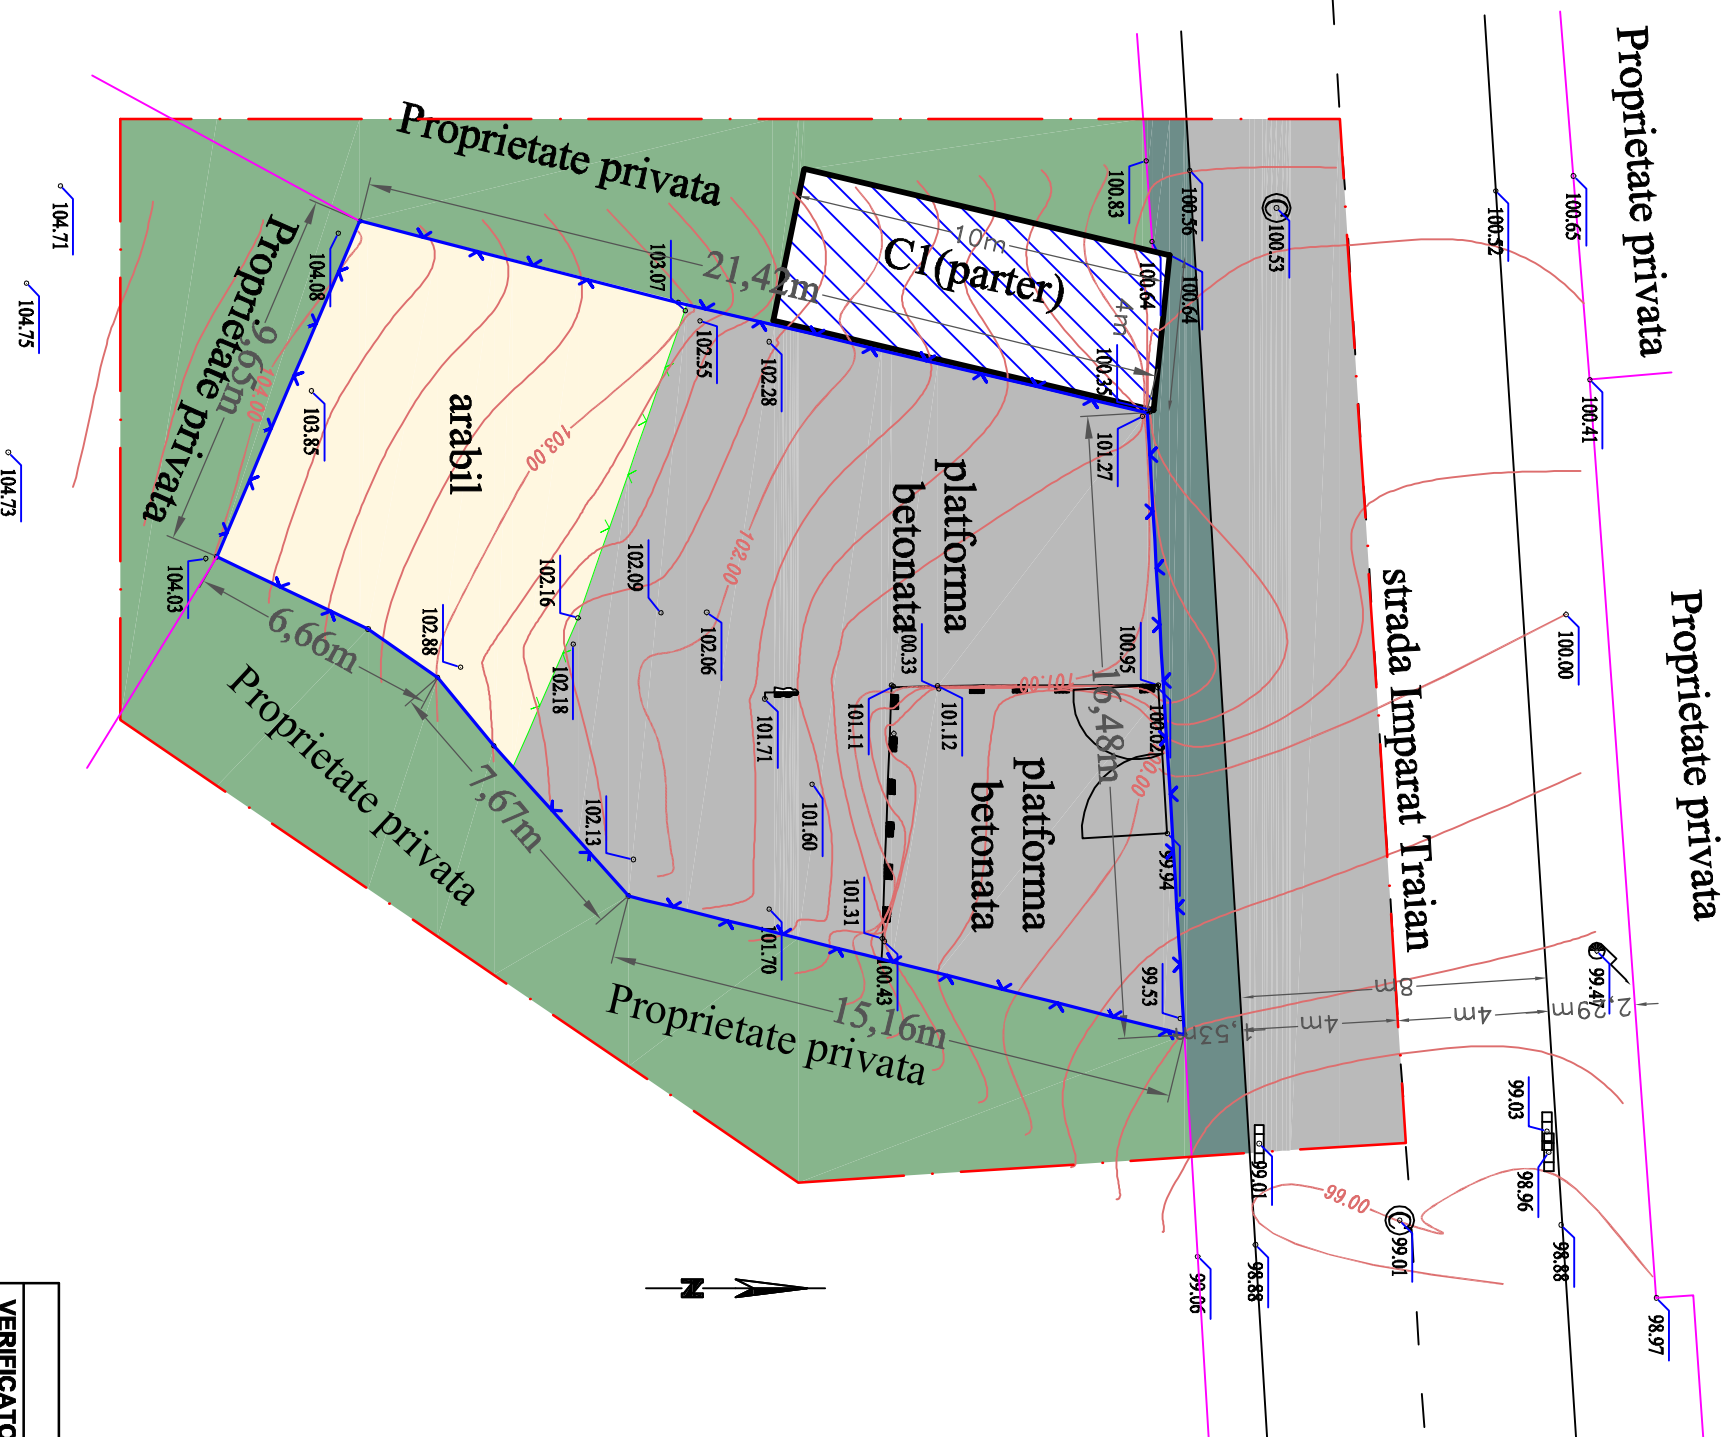 Proprietate privata
Proprietate privata
strada Imparat Traian
Proprietate privata
Proprietate privata
Proprietate privata
Proprietate privata
Proprietate privata
Proprietate privata
C1(parter)
10m
4m
21,42m
9,65m
6,66m
7,67m
15,16m
16,48m
1,53m
8m
4m
4m
2,29m
arabil
platforma
betonata
platforma
betonata
104.71
104.75
104.73
104.08
103.85
104.03
104.00
103.00
102.00
101.00
99.00
103.07
102.55
102.28
102.88
102.16
102.18
102.09
102.06
102.13
101.71
101.60
101.70
101.31
100.43
101.11
101.12
100.33
100.95
100.02
99.94
99.53
101.27
100.35
100.64
100.64
100.83
100.56
©100.53
100.52
100.65
100.41
100.00
99.47
99.03
98.96
98.88
98.97
99.01
©99.01
98.88
99.06
N
VERIFICATO